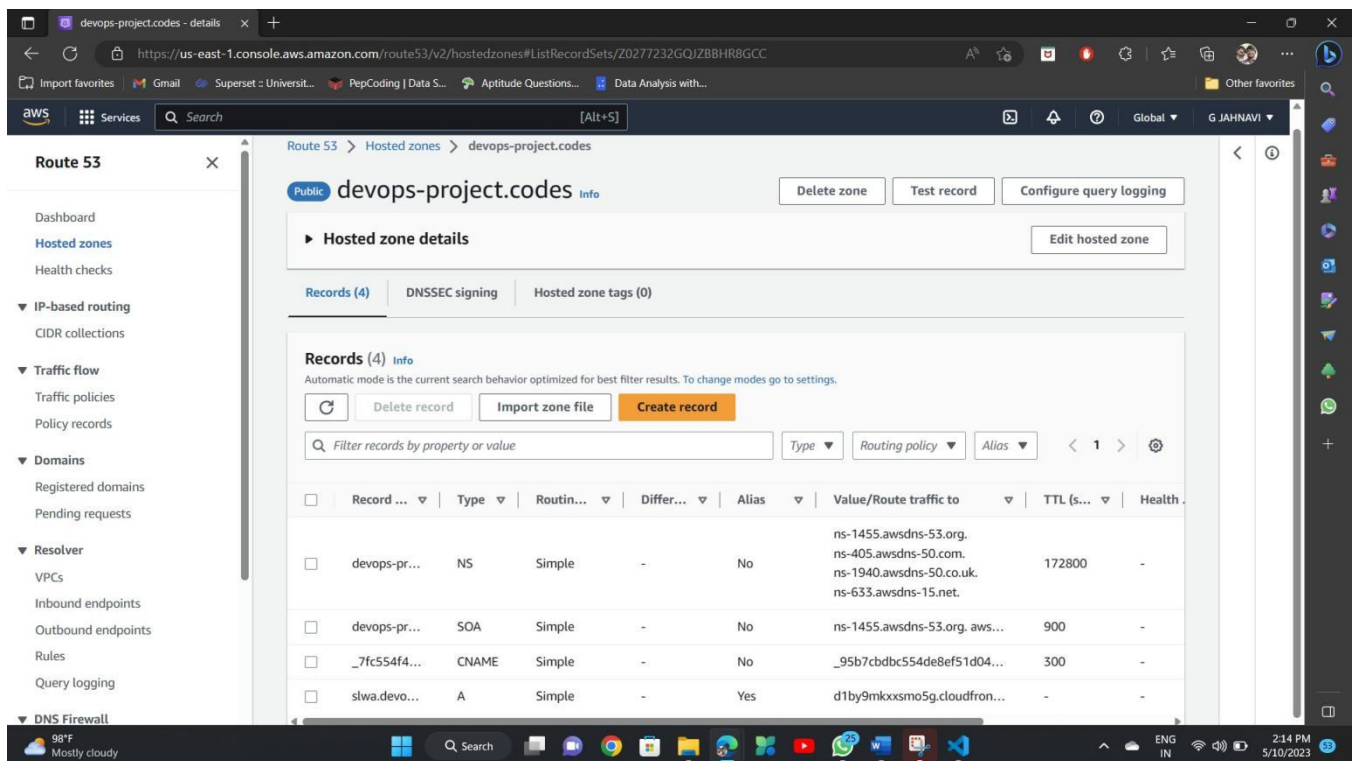 devops-project.codes - details
https://us-east-1.console.aws.amazon.com/route53/v2/hostedzones#ListRecordSets/Z0277232GQJZBBHR8GCC
Import favorites Gmail Superset :: Universit... PepCoding | Data S... Aptitude Questions... Data Analysis with... Other favorites
aws Services Search [Alt+S] Global G JAHNAVI
Route 53
Dashboard
Hosted zones
Health checks
IP-based routing
CIDR collections
Traffic flow
Traffic policies
Policy records
Domains
Registered domains
Pending requests
Resolver
VPCs
Inbound endpoints
Outbound endpoints
Rules
Query logging
DNS Firewall
Route 53 > Hosted zones > devops-project.codes
Public devops-project.codes Info Delete zone Test record Configure query logging
Hosted zone details Edit hosted zone
Records (4) DNSSEC signing Hosted zone tags (0)
Records (4) Info
Automatic mode is the current search behavior optimized for best filter results. To change modes go to settings.
Delete record Import zone file Create record
Filter records by property or value Type Routing policy Alias < 1 >
Record ... Type Routin... Differ... Alias Value/Route traffic to TTL (s... Health .
ns-1455.awsdns-53.org.
ns-405.awsdns-50.com.
devops-pr... NS Simple - No ns-1940.awsdns-50.co.uk. 172800 -
ns-633.awsdns-15.net.
devops-pr... SOA Simple - No ns-1455.awsdns-53.org. aws... 900 -
_7fc554f4... CNAME Simple - No _95b7cbdbc554de8ef51d04... 300 -
slwa.devo... A Simple - Yes d1by9mkxxsmo5g.cloudfron... - -
98°F
Mostly cloudy
Search
25
ENG
IN
2:14 PM
5/10/2023
53